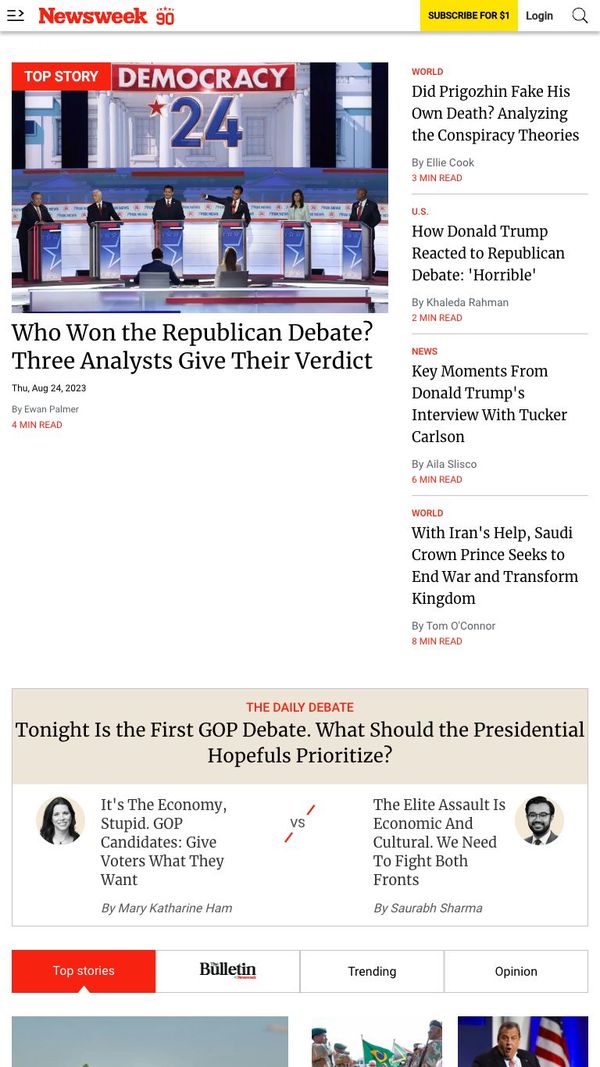 Newsweek 90
SUBSCRIBE FOR $1
Login
TOP STORY
DEMOCRACY
24
Who Won the Republican Debate?
Three Analysts Give Their Verdict
Thu, Aug 24, 2023
By Ewan Palmer
4 MIN READ
WORLD
Did Prigozhin Fake His
Own Death? Analyzing
the Conspiracy Theories
By Ellie Cook
3 MIN READ
U.S.
How Donald Trump
Reacted to Republican
Debate: 'Horrible'
By Khaleda Rahman
2 MIN READ
NEWS
Key Moments From
Donald Trump's
Interview With Tucker
Carlson
By Aila Slisco
6 MIN READ
WORLD
With Iran's Help, Saudi
Crown Prince Seeks to
End War and Transform
Kingdom
By Tom O'Connor
8 MIN READ
THE DAILY DEBATE
Tonight Is the First GOP Debate. What Should the Presidential
Hopefuls Prioritize?
It's The Economy,
Stupid. GOP
Candidates: Give
Voters What They
Want
By Mary Katharine Ham
VS
The Elite Assault Is
Economic And
Cultural. We Need
To Fight Both
Fronts
By Saurabh Sharma
Top stories
The Bulletin
Trending
Opinion